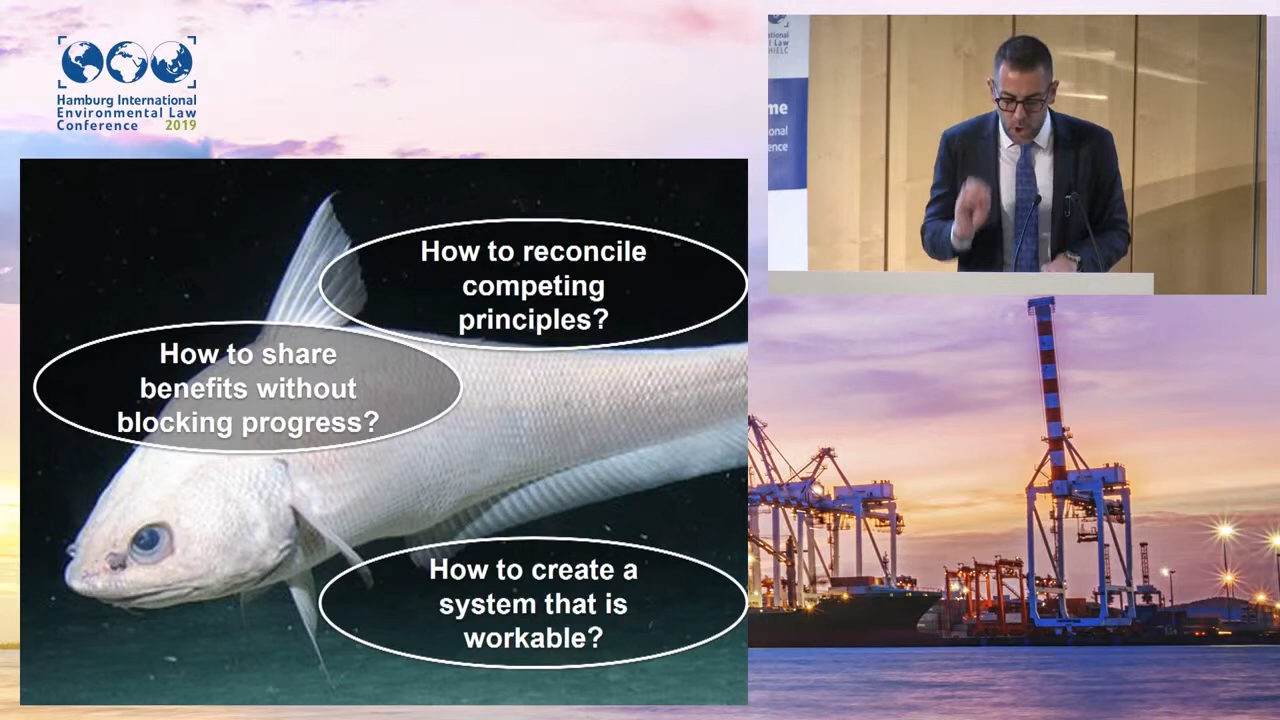 Hamburg International
Environmental Law
Conference 2019
How to reconcile
competing
principles?
How to share
benefits without
blocking progress?
How to create a
system that is
workable?